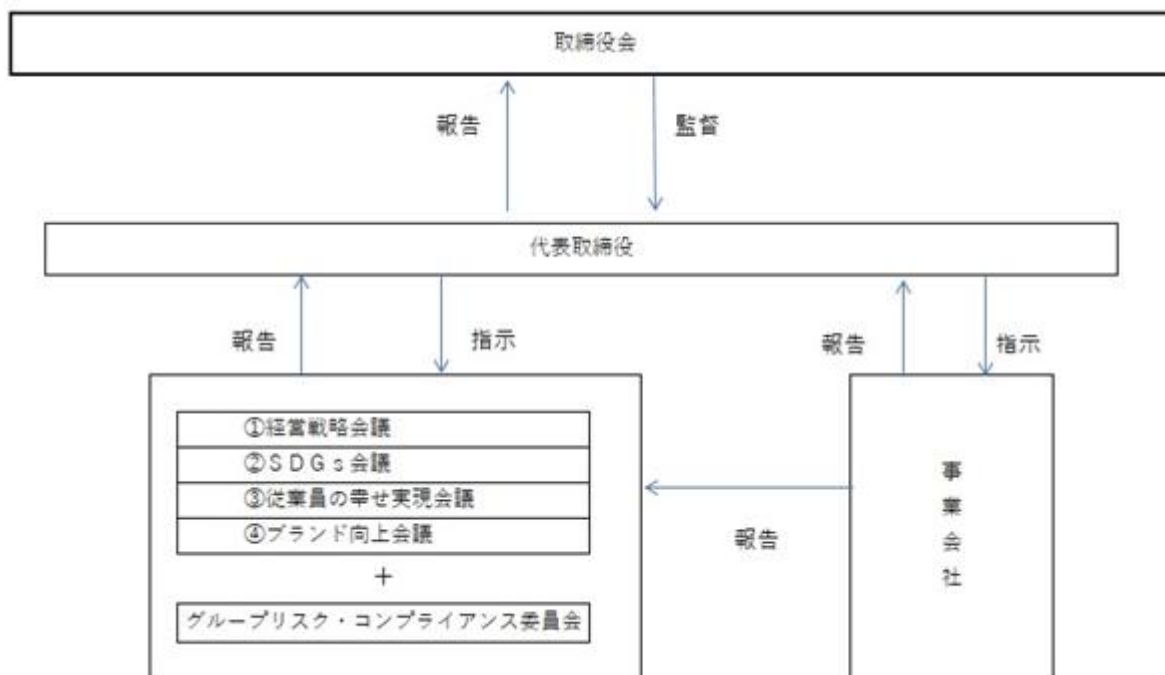 取締役会
報告
監督
代表取締役
報告
指示
報告
指示
①経営戦略会議
②ＳＤＧｓ会議
③従業員の幸せ実現会議
④ブランド向上会議
＋
グループリスク・コンプライアンス委員会
報告
事業会社